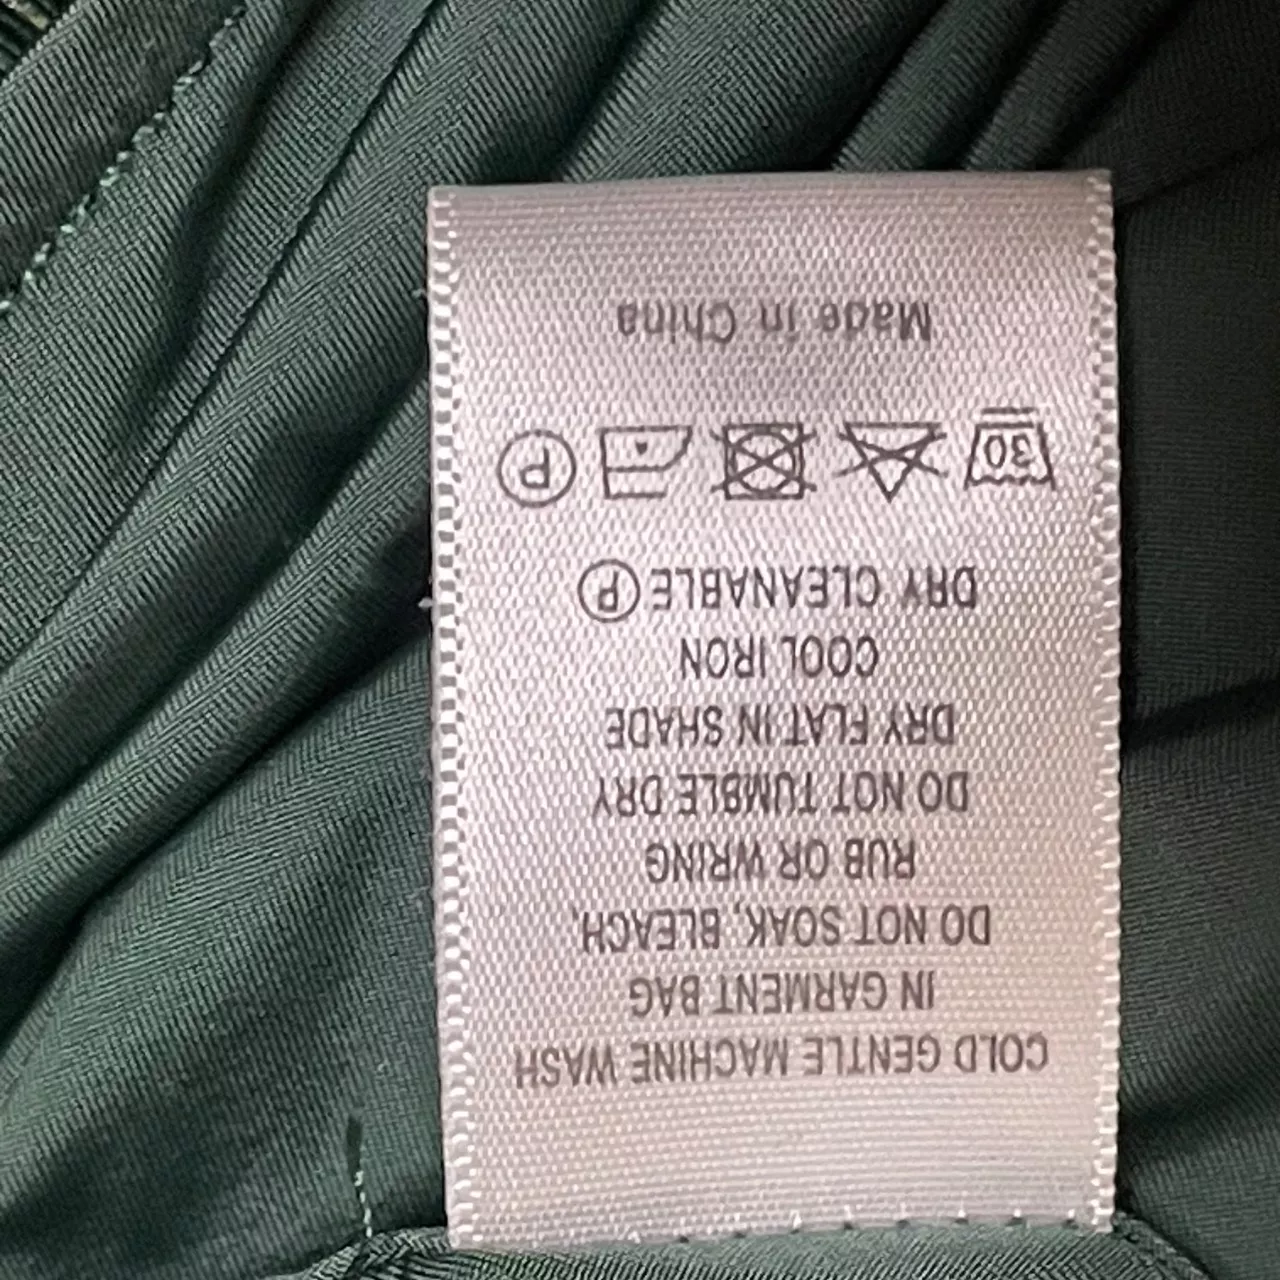 COLD GENTLE MACHINE WASH
IN GARMENT BAG
DO NOT SOAK, BLEACH,
RUB OR WRING
DO NOT TUMBLE DRY
DRY FLAT IN SHADE
COOL IRON
DRY CLEANABLE Ⓟ
30 Ⓟ
Made in China